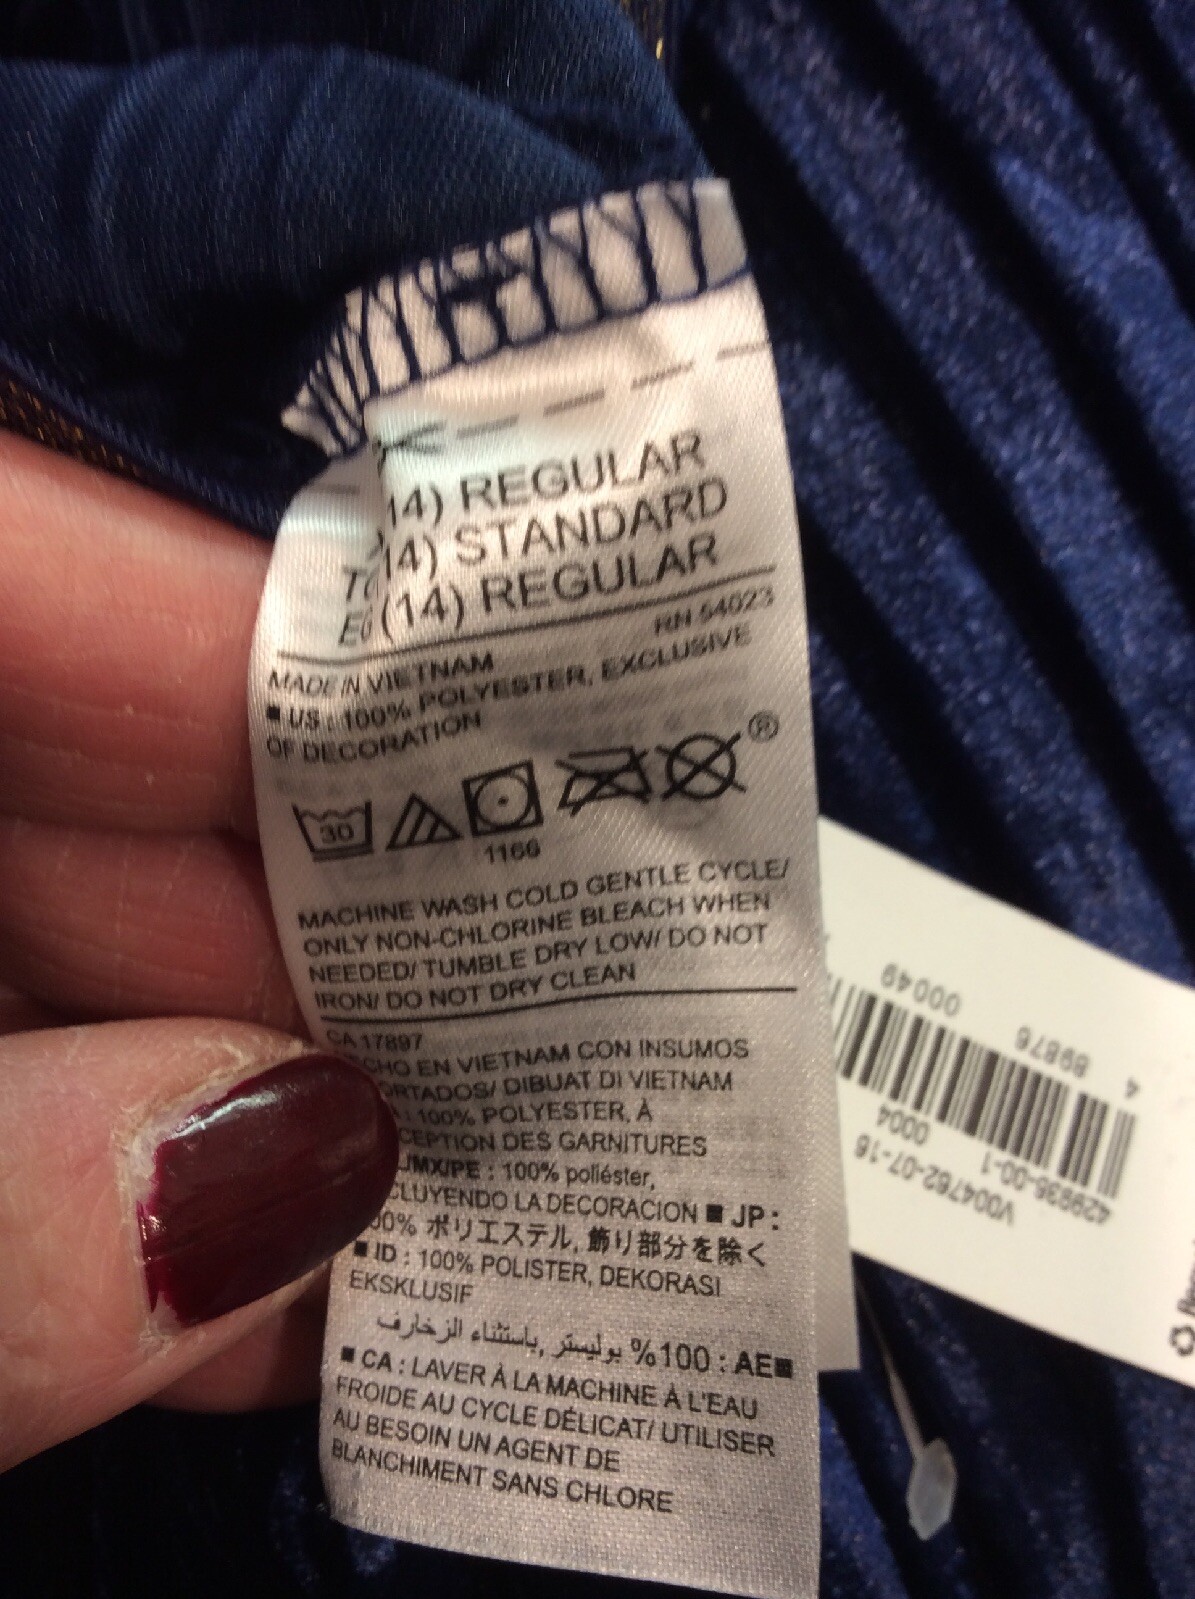 (14) REGULAR
STANDARD
(14) REGULAR
RN 54023
MADE IN VIETNAM
■ US : 100% POLYESTER, EXCLUSIVE
OF DECORATION
®
30
1166
MACHINE WASH COLD GENTLE CYCLE/
ONLY NON-CHLORINE BLEACH WHEN
NEEDED/ TUMBLE DRY LOW/ DO NOT
IRON/ DO NOT DRY CLEAN
CA 17897
EN VIETNAM CON INSUMOS
DIBUAT DI VIETNAM
: 100% POLYESTER, À
DES GARNITURES
/MX/PE : 100% poliéster,
LA DECORACION ■ JP :
ポリエステル, 飾り部分を除く
■ ID : 100% POLISTER, DEKORASI
EKSKLUSIF
■AE : 100% بوليستر, باستثناء الزخارف
■ CA : LAVER À LA MACHINE À L'EAU
FROIDE AU CYCLE DÉLICAT/ UTILISER
AU BESOIN UN AGENT DE
BLANCHIMENT SANS CHLORE
429936-00-1
V004762-07-16 0004
4 89876 00049